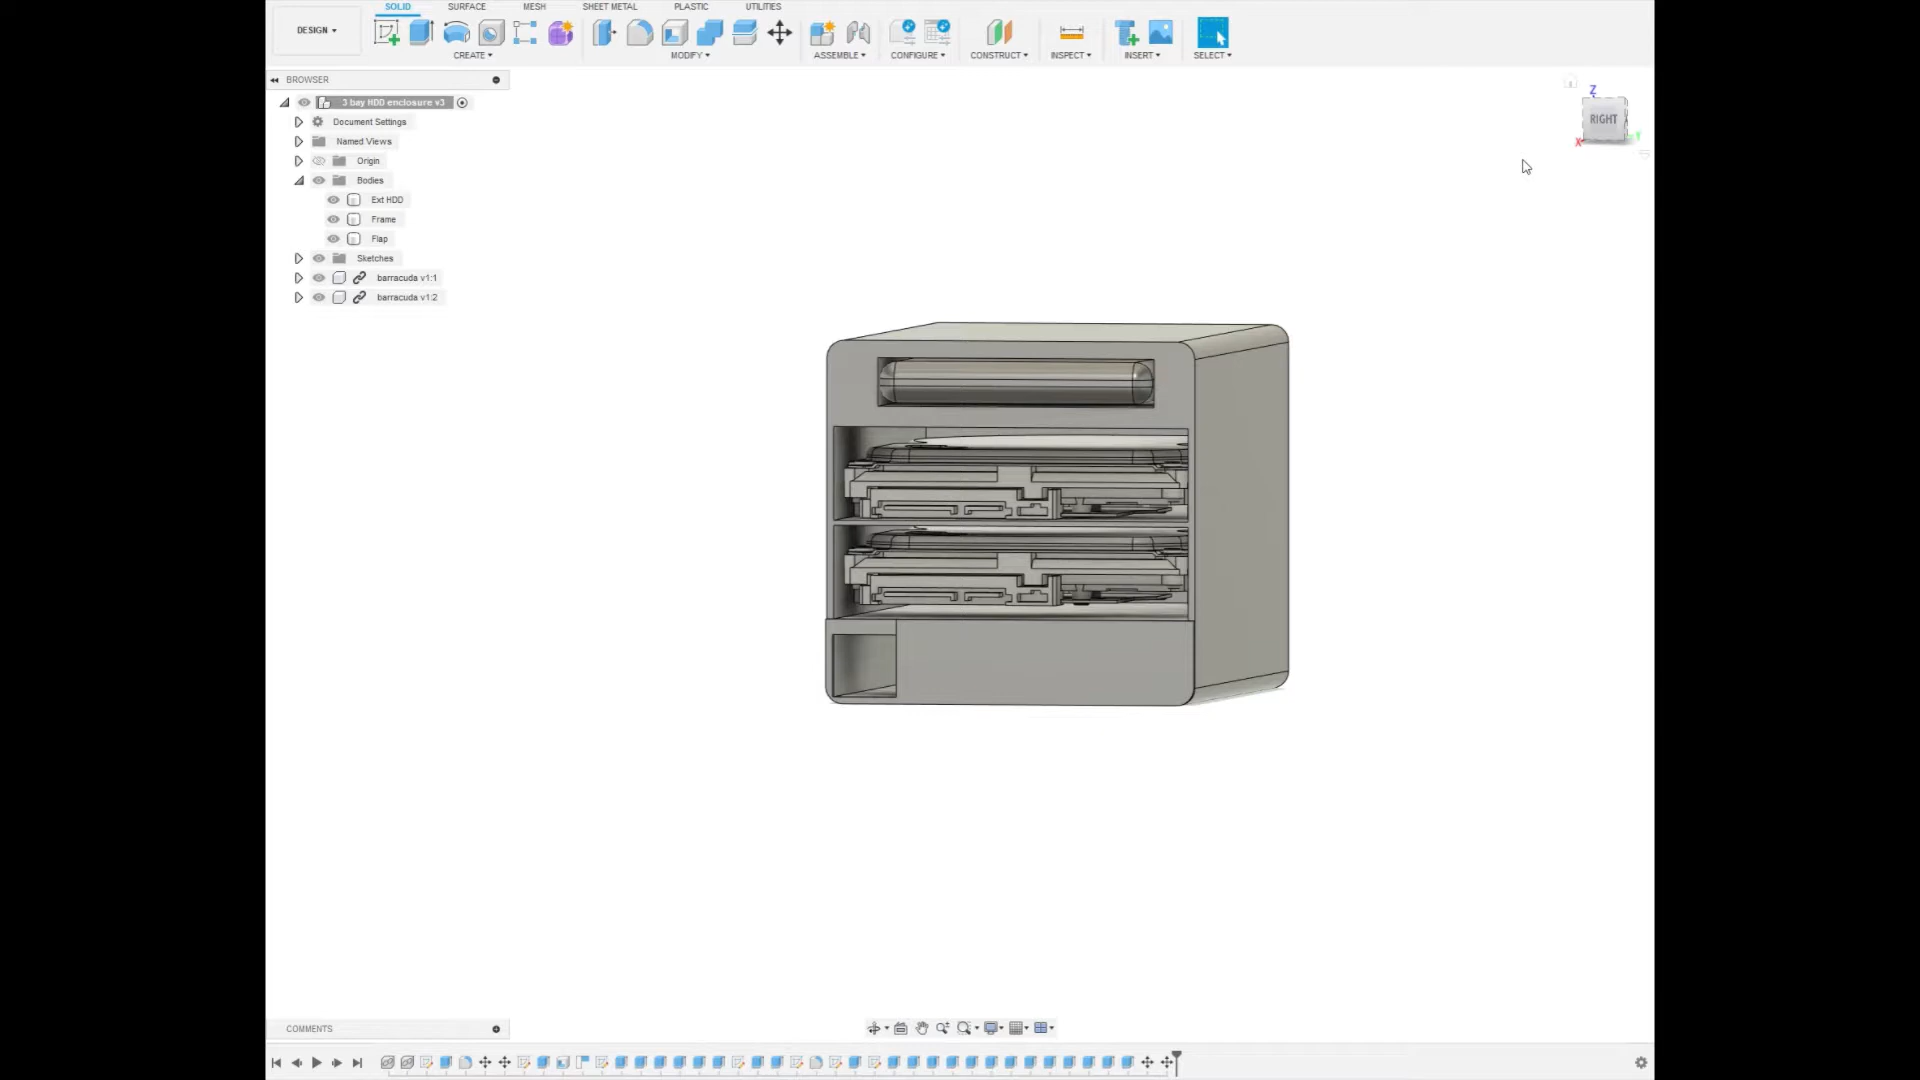 SOLID SURFACE MESH SHEET METAL PLASTIC UTILITIES
DESIGN
CREATE MODIFY ASSEMBLE CONFIGURE CONSTRUCT INSPECT INSERT SELECT
BROWSER
3 bay HDD enclosure v3
Document Settings
Named Views
Origin
Bodies
Ext HDD
Frame
Flap
Sketches
barracuda v1:1
barracuda v1:2
Z
RIGHT
X
Y
COMMENTS